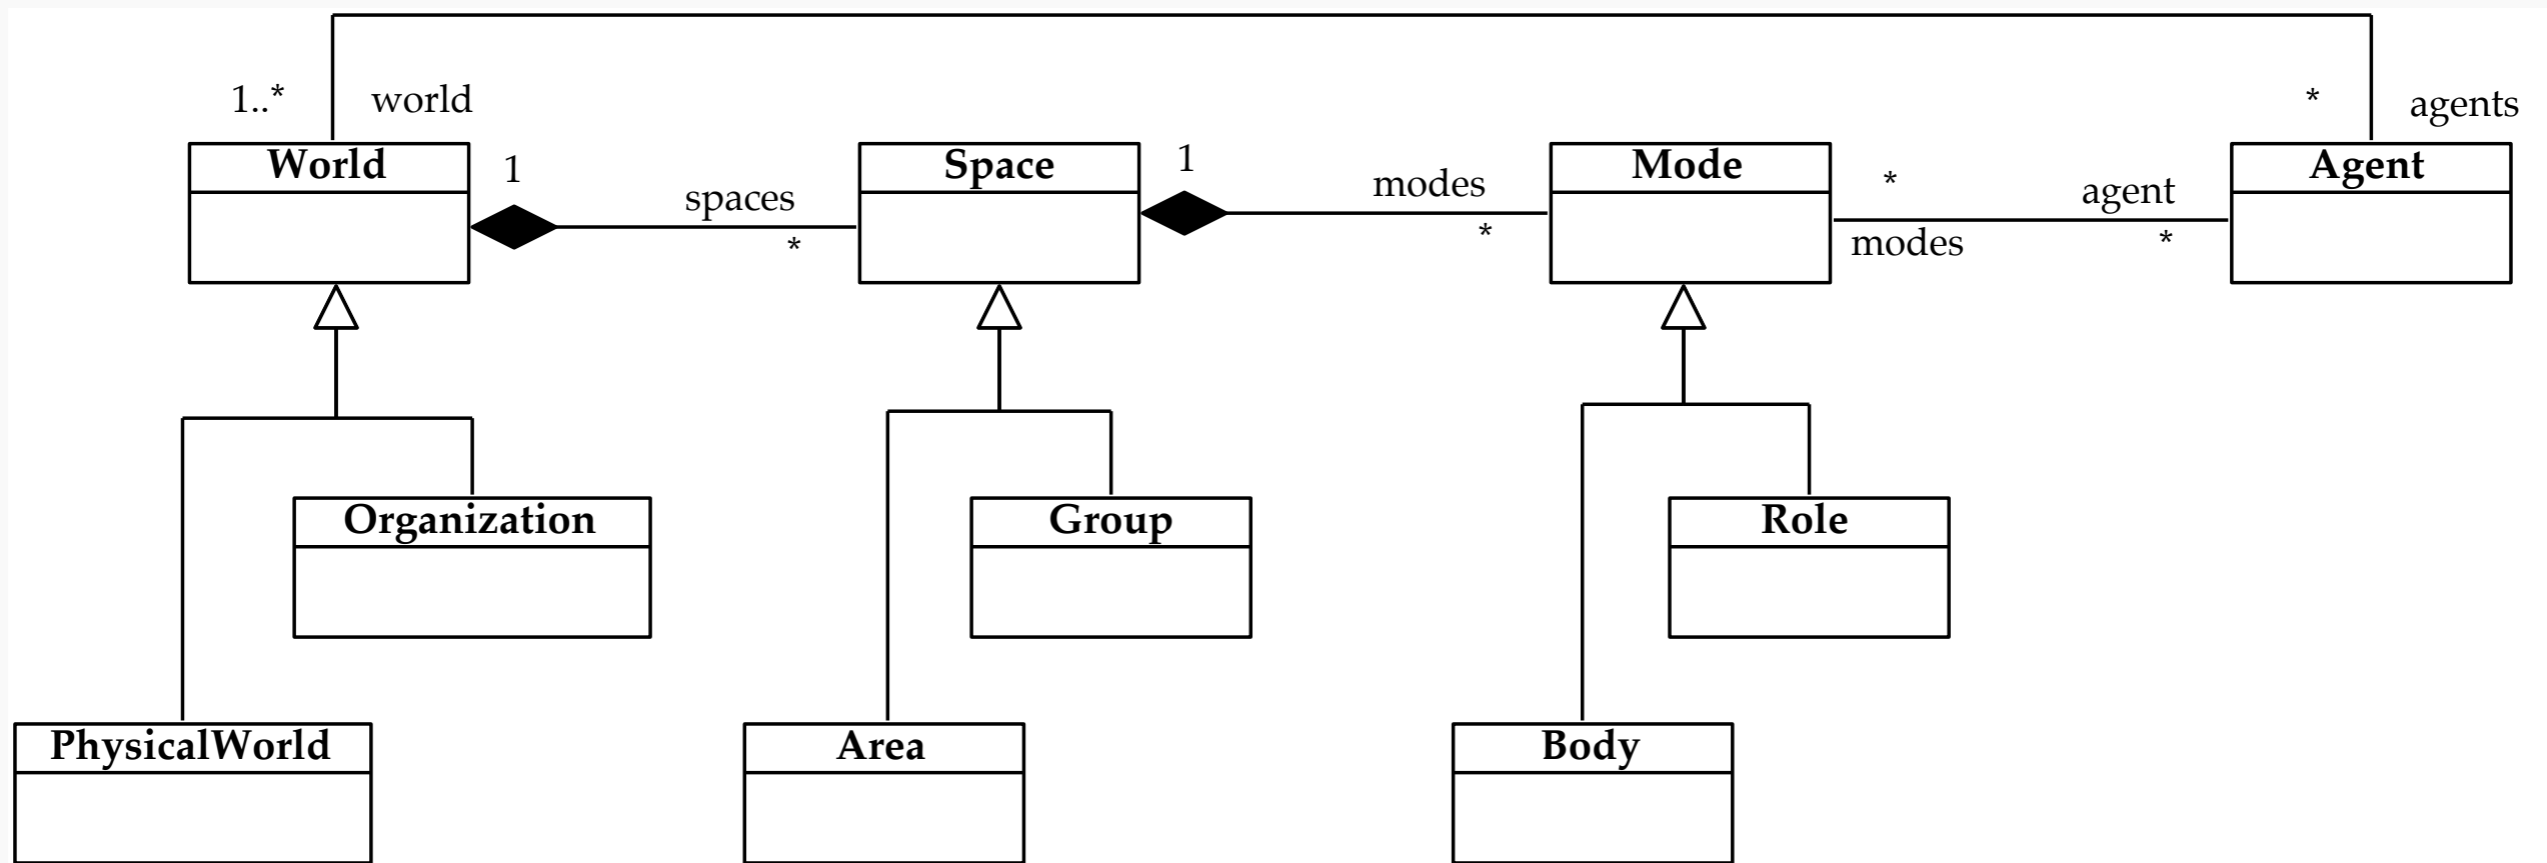 1..*
world
*
agents
World
1
spaces
*
Space
1
modes
*
Mode
*
modes
agent
*
Agent
Organization
Group
Role
PhysicalWorld
Area
Body